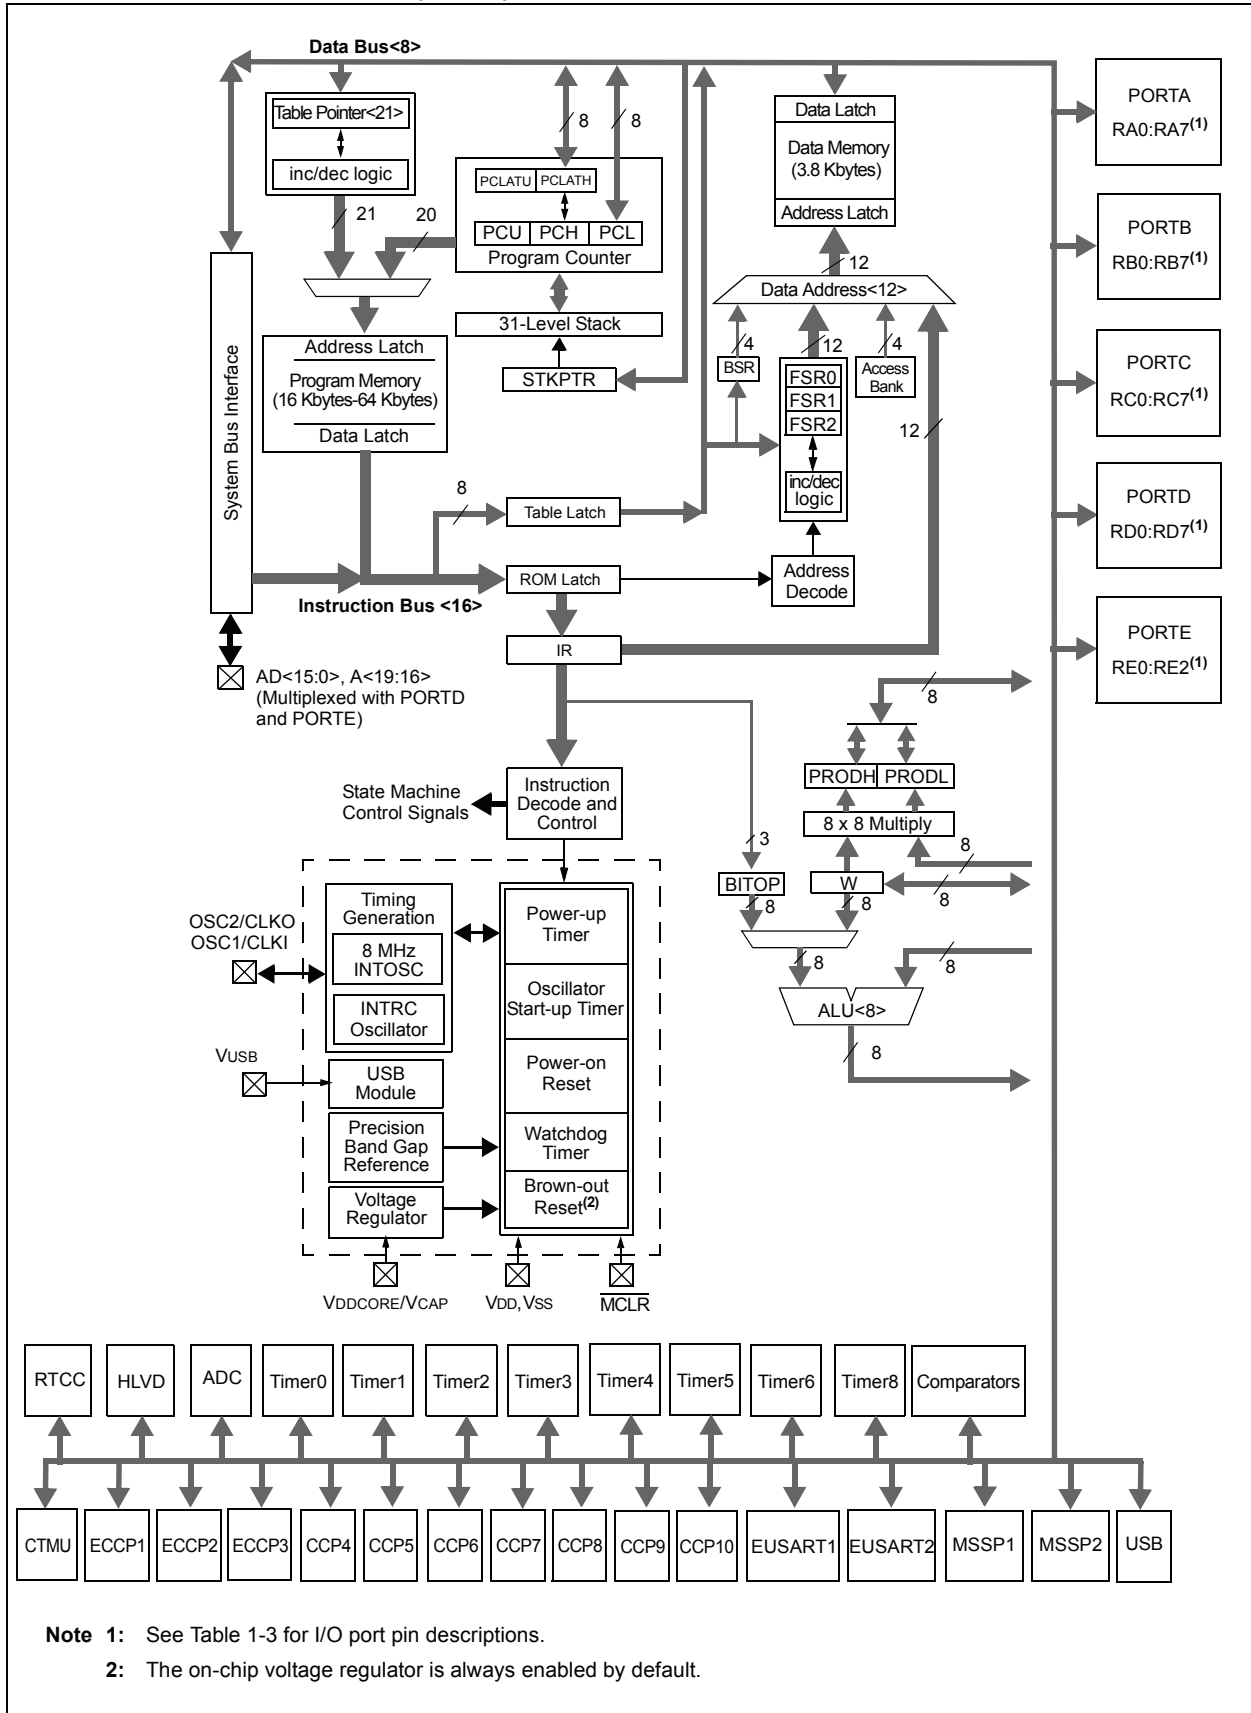 Data Bus<8>
Table Pointer<21>
inc/dec logic
21
20
8
8
PCLATU
PCLATH
PCU
PCH
PCL
Program Counter
31-Level Stack
STKPTR
Data Latch
Data Memory
(3.8 Kbytes)
Address Latch
12
Data Address<12>
4
12
4
BSR
FSR0
FSR1
FSR2
inc/dec
logic
Access
Bank
12
PORTA
RA0:RA7(1)
PORTB
RB0:RB7(1)
PORTC
RC0:RC7(1)
PORTD
RD0:RD7(1)
PORTE
RE0:RE2(1)
System Bus Interface
Address Latch
Program Memory
(16 Kbytes-64 Kbytes)
Data Latch
8
Table Latch
ROM Latch
Instruction Bus <16>
IR
Address
Decode
AD<15:0>, A<19:16>
(Multiplexed with PORTD
and PORTE)
8
PRODH
PRODL
8 x 8 Multiply
State Machine
Control Signals
Instruction
Decode and
Control
3
8
BITOP
W
8
8
8
8
8
ALU<8>
8
OSC2/CLKO
OSC1/CLKI
Timing
Generation
8 MHz
INTOSC
INTRC
Oscillator
VUSB
USB
Module
Precision
Band Gap
Reference
Voltage
Regulator
Power-up
Timer
Oscillator
Start-up Timer
Power-on
Reset
Watchdog
Timer
Brown-out
Reset(2)
VDDCORE/VCAP
VDD,VSS
MCLR
RTCC
HLVD
ADC
Timer0
Timer1
Timer2
Timer3
Timer4
Timer5
Timer6
Timer8
Comparators
CTMU
ECCP1
ECCP2
ECCP3
CCP4
CCP5
CCP6
CCP7
CCP8
CCP9
CCP10
EUSART1
EUSART2
MSSP1
MSSP2
USB
Note 1: See Table 1-3 for I/O port pin descriptions.
2: The on-chip voltage regulator is always enabled by default.